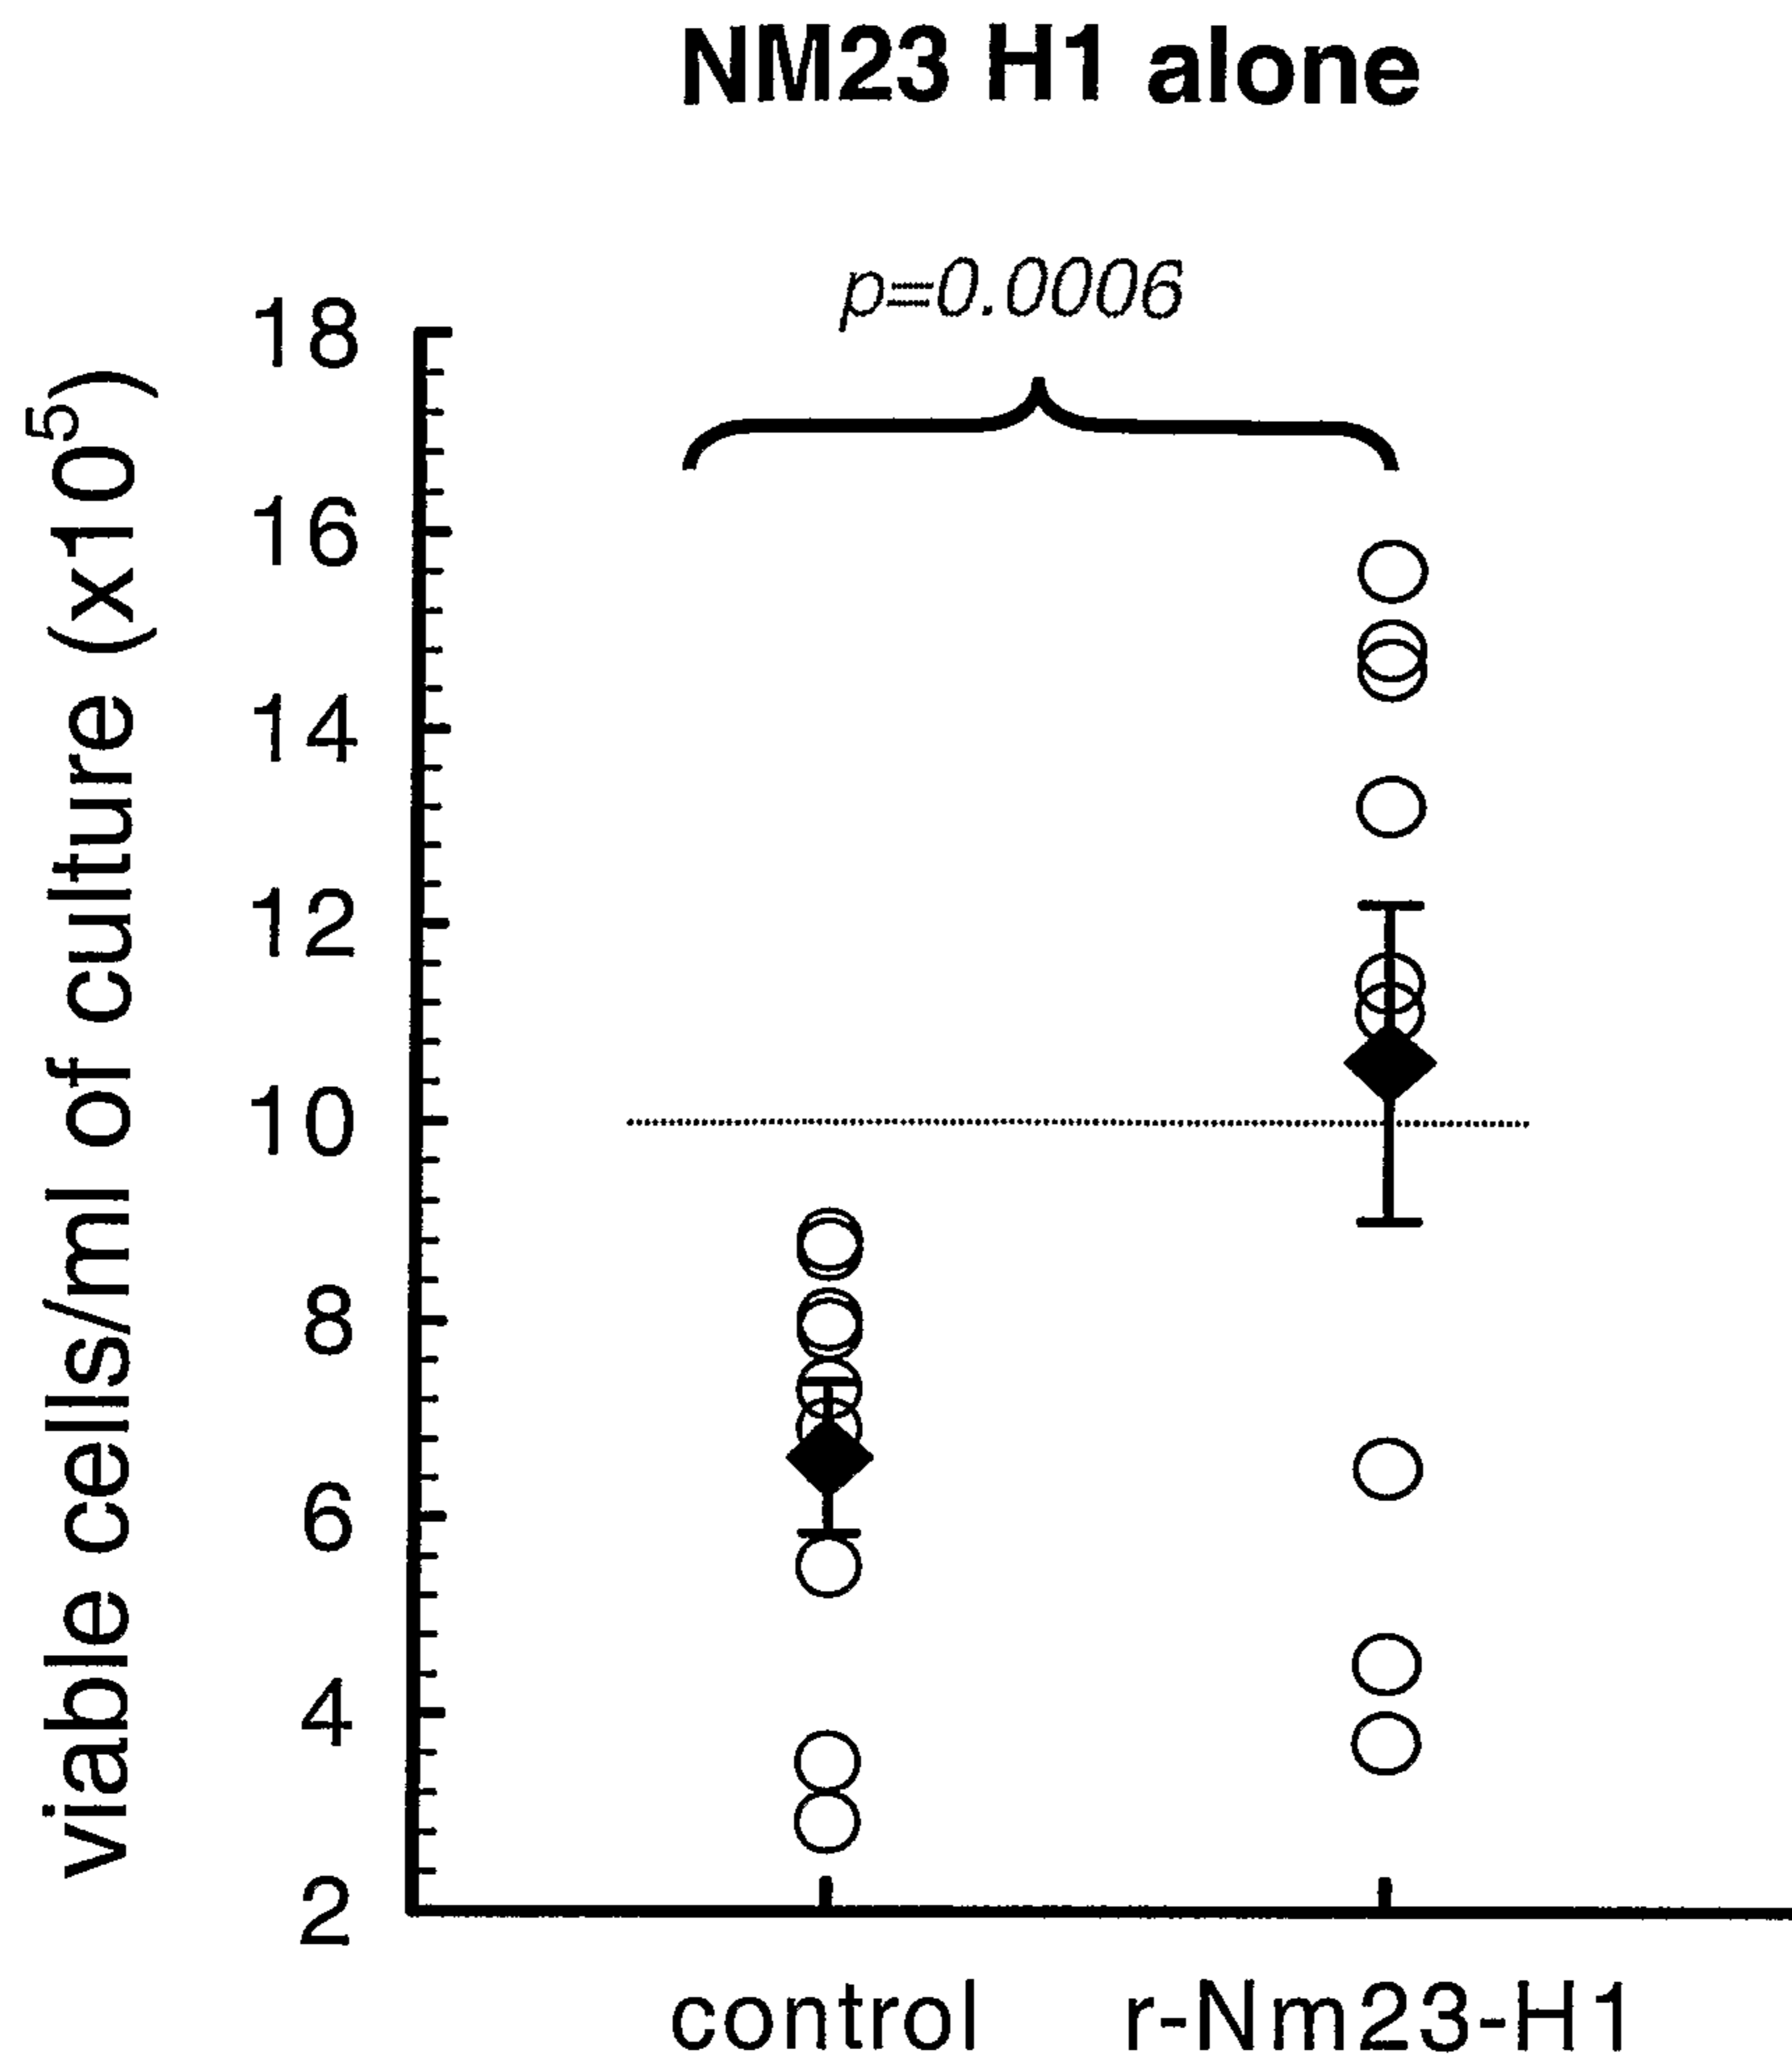 NM23 H1 alone
p=0.0006
viable cells/ml of culture (x10⁵)
18
16
14
12
10
8
6
4
2
control
r-Nm23-H1